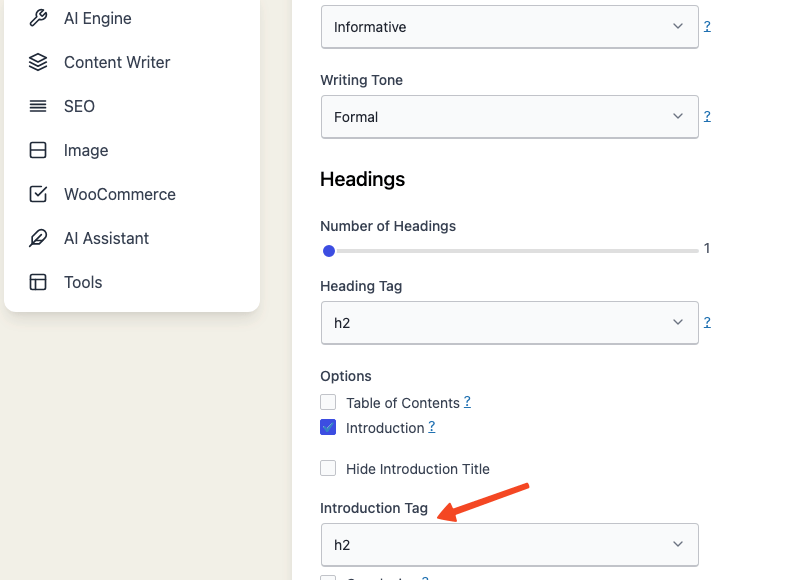 AI Engine
Content Writer
SEO
Image
WooCommerce
AI Assistant
Tools
Informative
?
Writing Tone
Formal
?
Headings
Number of Headings
1
Heading Tag
h2
?
Options
Table of Contents ?
Introduction ?
Hide Introduction Title
Introduction Tag
h2